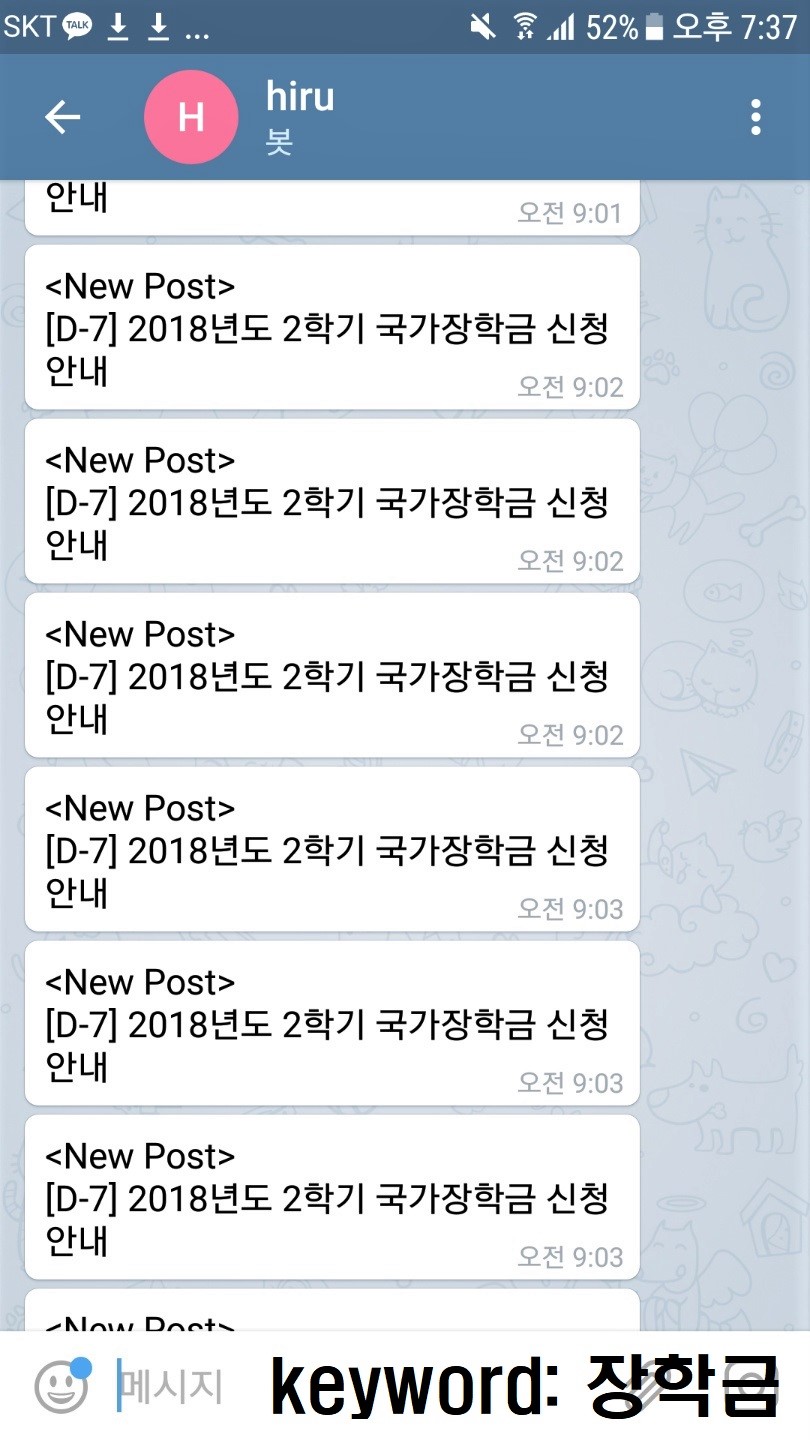 SKT TALK ... 52% 오후 7:37
H hiru
봇
안내
오전 9:01
<New Post>
[D-7] 2018년도 2학기 국가장학금 신청
안내
오전 9:02
<New Post>
[D-7] 2018년도 2학기 국가장학금 신청
안내
오전 9:02
<New Post>
[D-7] 2018년도 2학기 국가장학금 신청
안내
오전 9:02
<New Post>
[D-7] 2018년도 2학기 국가장학금 신청
안내
오전 9:03
<New Post>
[D-7] 2018년도 2학기 국가장학금 신청
안내
오전 9:03
<New Post>
[D-7] 2018년도 2학기 국가장학금 신청
안내
오전 9:03
<New Post>
메시지 keyword: 장학금